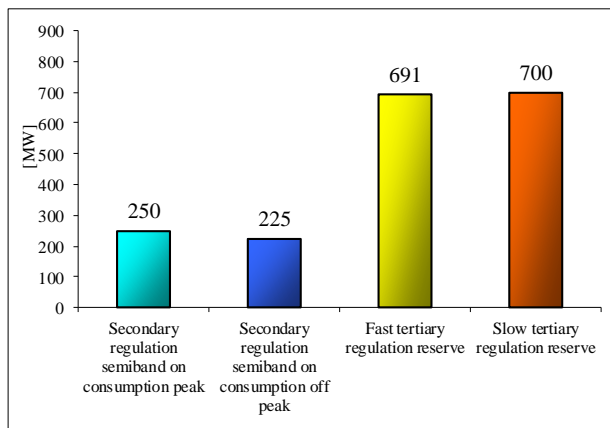 900
800
700
600
500
400
300
200
100
0
[MW]
250
225
691
700
Secondary
regulation
semiband on
consumption peak
Secondary
regulation
semiband on
consumption off
peak
Fast tertiary
regulation reserve
Slow tertiary
regulation reserve